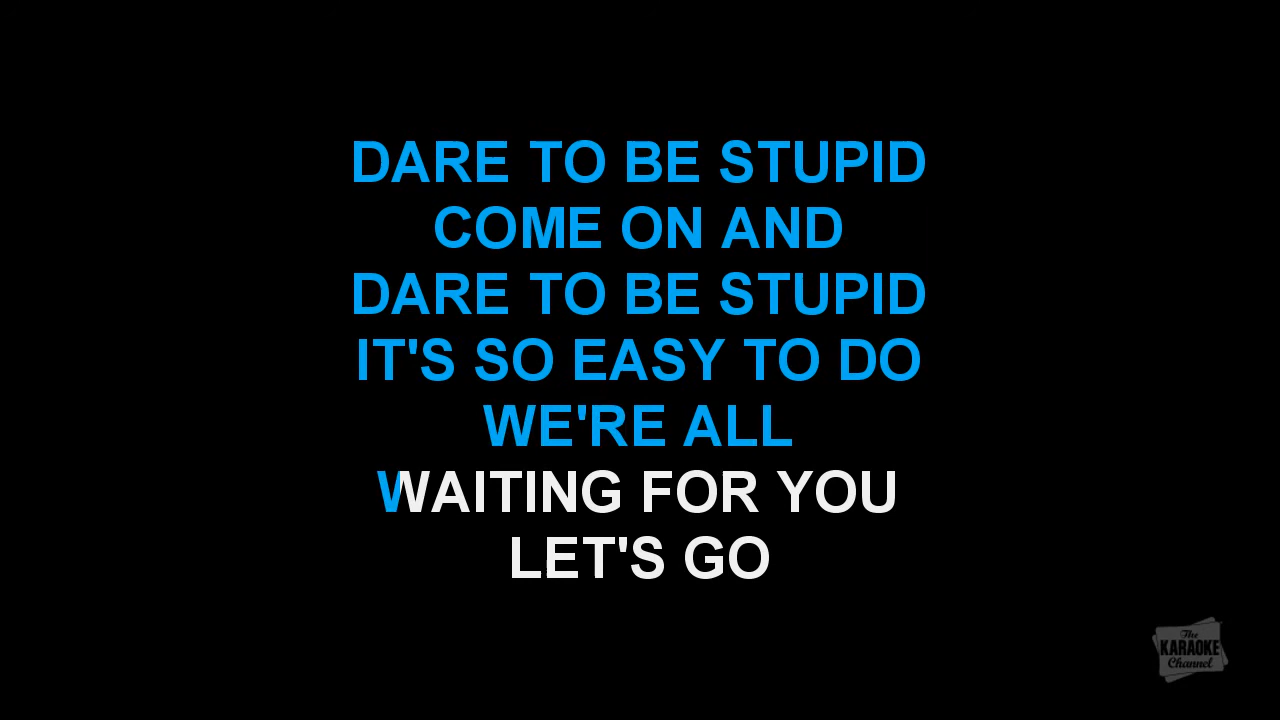 DARE TO BE STUPID
COME ON AND
DARE TO BE STUPID
IT'S SO EASY TO DO
WE'RE ALL
WAITING FOR YOU
LET'S GO
The
KARAOKE
Channel